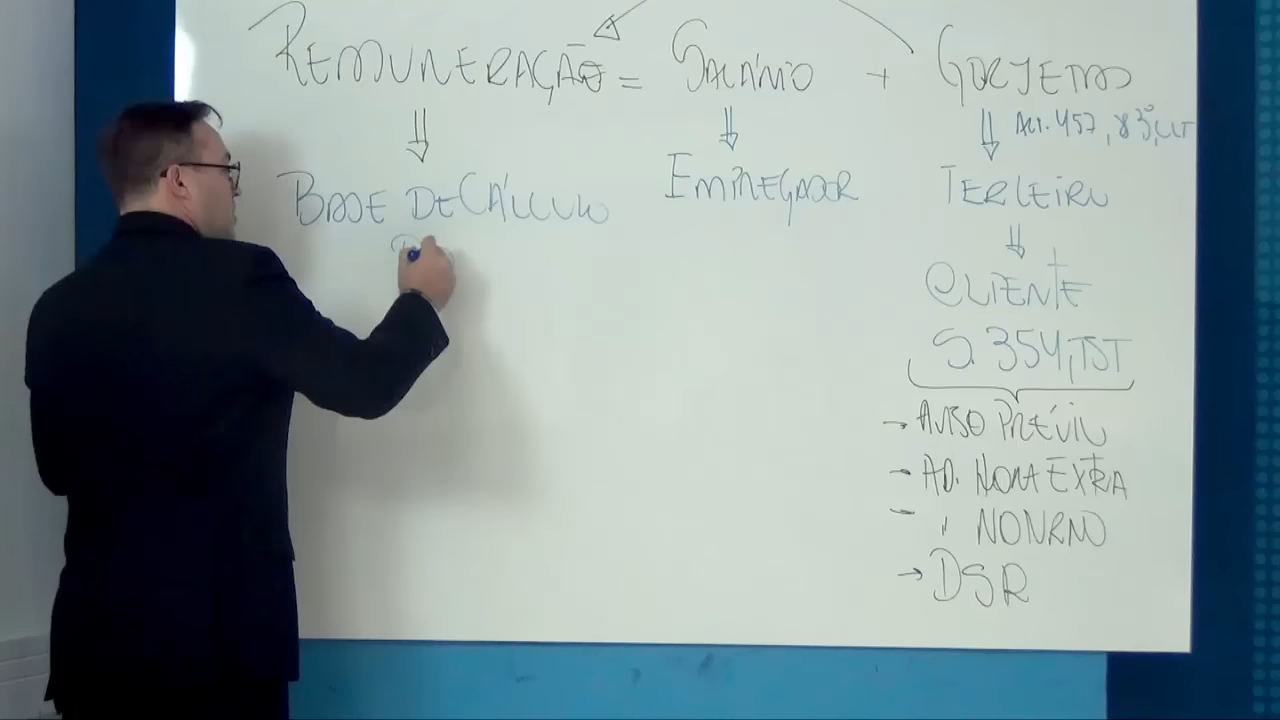 REMUNERAÇÃO = SALÁRIO + GORJETAS
Art. 457, §3º, CLT
BASE DE CÁLCULO
EMPREGADOR
TERCEIRO
CLIENTE
S. 354, TST
→ AVISO PRÉVIO
→ AD. HORA EXTRA
- " NOTURNO
→ DSR